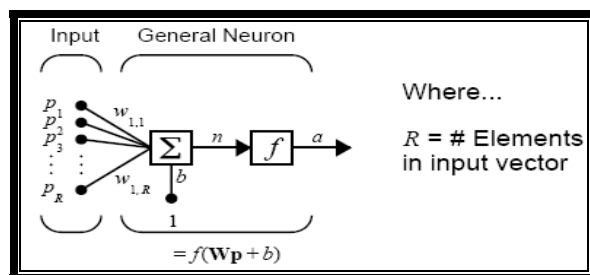 Input General Neuron
p1
p2
p3
pR
w1,1
w1,R
Σ
n
f
a
b
1
= f(Wp + b)
Where...
R = # Elements
in input vector